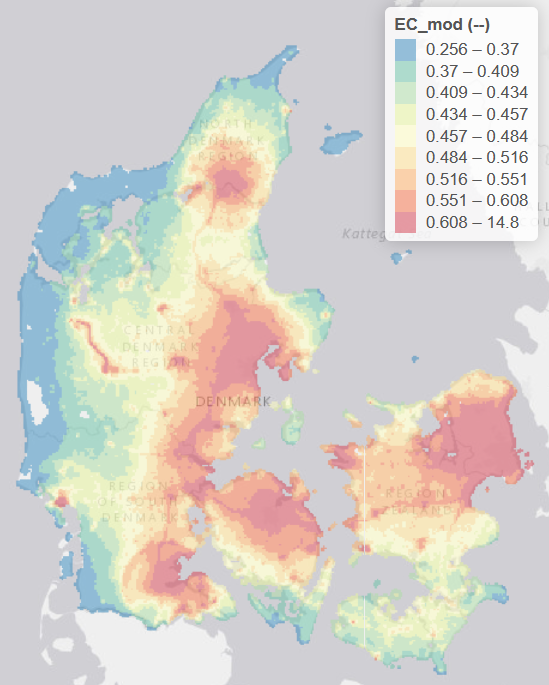 EC_mod (--)
0.256 – 0.37
0.37 – 0.409
0.409 – 0.434
0.434 – 0.457
0.457 – 0.484
0.484 – 0.516
0.516 – 0.551
0.551 – 0.608
0.608 – 14.8
NORTH
DENMARK
REGION
Katteg
CENTRAL
DENMARK
REGION
DENMARK
REGION
OF SOUTH
DENMARK
REGION
ZEALAND